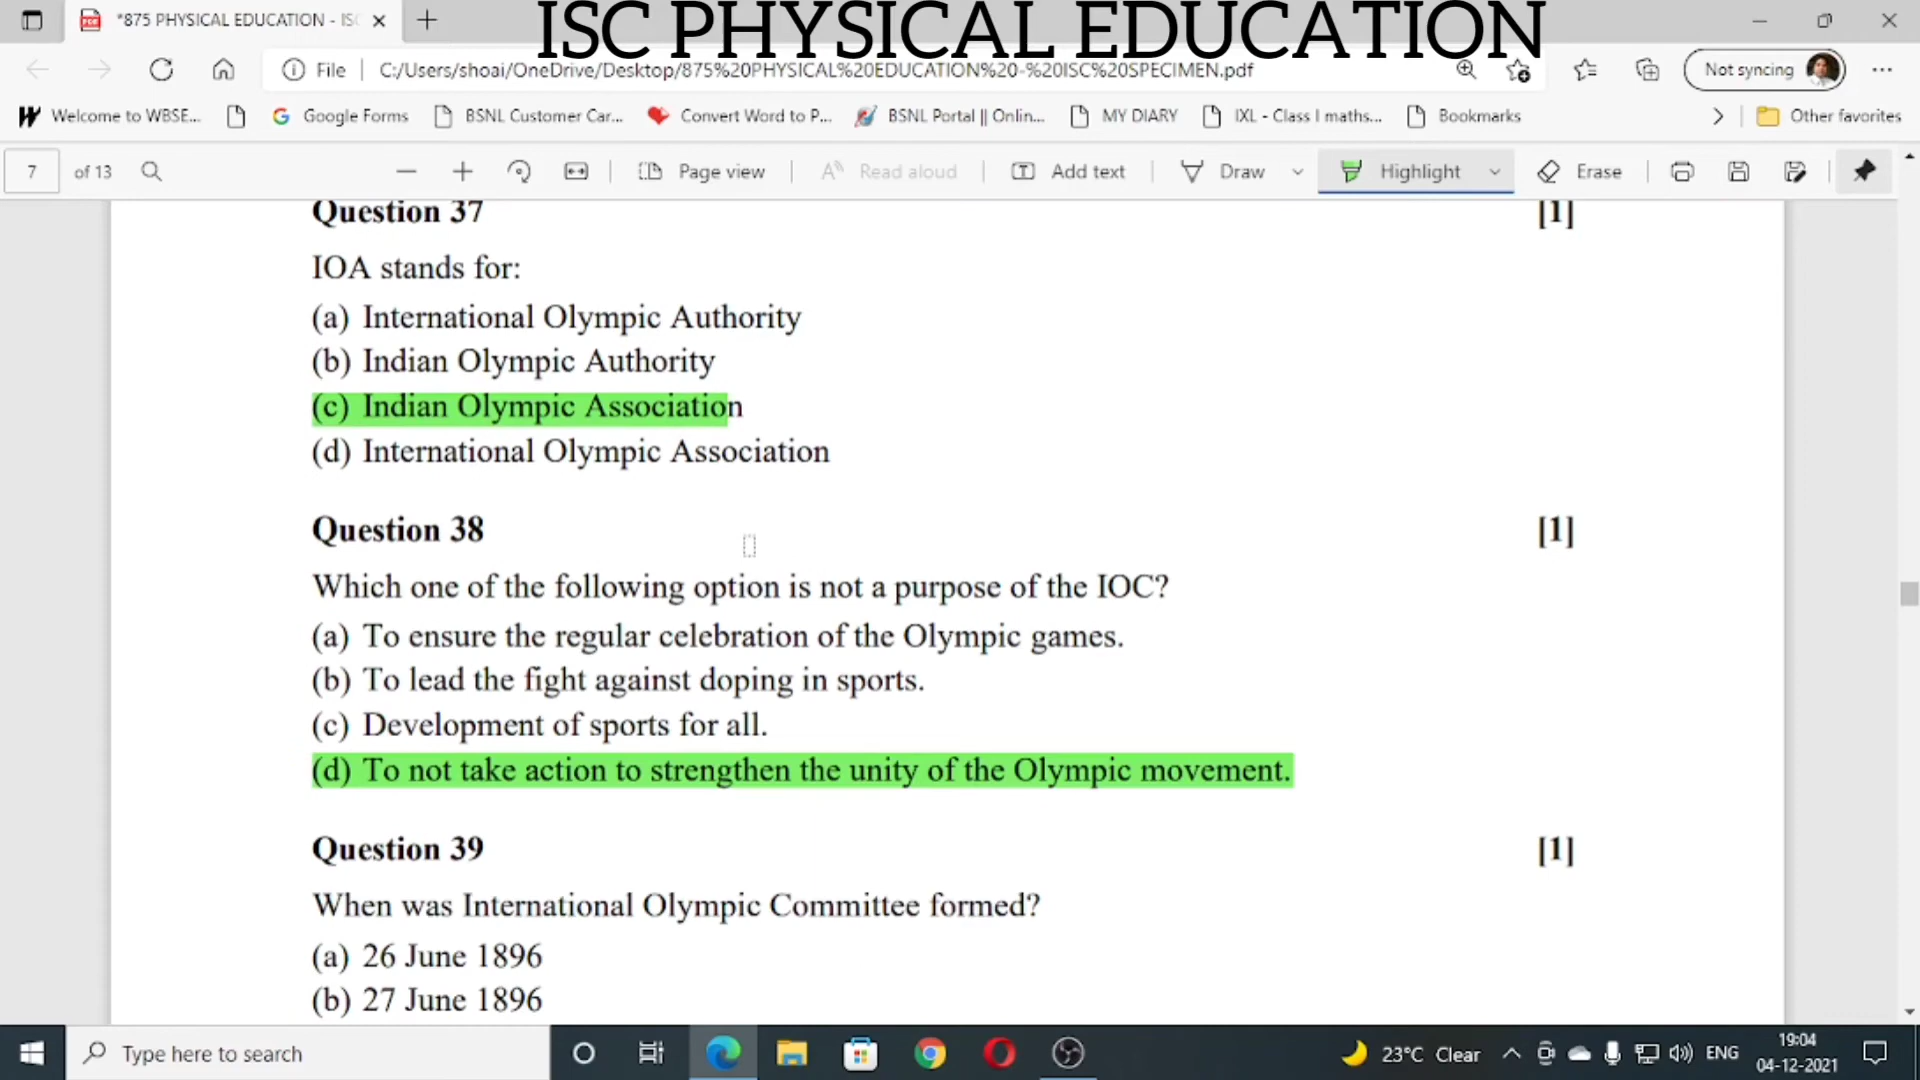 *875 PHYSICAL EDUCATION - ISC
ISC PHYSICAL EDUCATION
File
C:/Users/shoai/OneDrive/Desktop/875%20PHYSICAL%20EDUCATION%20-%20ISC%20SPECIMEN.pdf
Not syncing
Welcome to WBSE...
Google Forms
BSNL Customer Car...
Convert Word to P...
BSNL Portal || Onlin...
MY DIARY
IXL - Class I maths...
Bookmarks
Other favorites
7 of 13
Page view
Read aloud
Add text
Draw
Highlight
Erase
Question 37 [1]
IOA stands for:
(a) International Olympic Authority
(b) Indian Olympic Authority
(c) Indian Olympic Association
(d) International Olympic Association
Question 38 [1]
Which one of the following option is not a purpose of the IOC?
(a) To ensure the regular celebration of the Olympic games.
(b) To lead the fight against doping in sports.
(c) Development of sports for all.
(d) To not take action to strengthen the unity of the Olympic movement.
Question 39 [1]
When was International Olympic Committee formed?
(a) 26 June 1896
(b) 27 June 1896
Type here to search
23°C Clear
ENG
19:04
04-12-2021